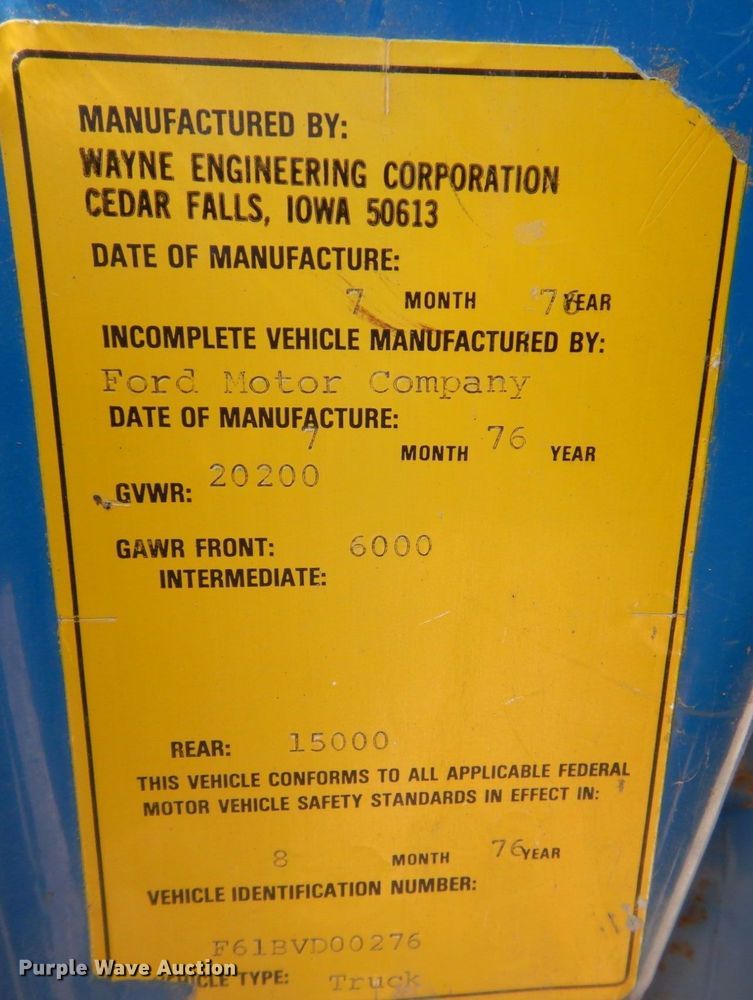 MANUFACTURED BY:
WAYNE ENGINEERING CORPORATION
CEDAR FALLS, IOWA 50613
DATE OF MANUFACTURE:
7 MONTH 76 YEAR
INCOMPLETE VEHICLE MANUFACTURED BY:
Ford Motor Company
DATE OF MANUFACTURE:
7 MONTH 76 YEAR
GVWR: 20200
GAWR FRONT: 6000
INTERMEDIATE:
REAR: 15000
THIS VEHICLE CONFORMS TO ALL APPLICABLE FEDERAL
MOTOR VEHICLE SAFETY STANDARDS IN EFFECT IN:
8 MONTH 76 YEAR
VEHICLE IDENTIFICATION NUMBER:
F61BVD00276
VEHICLE TYPE: Truck
Purple Wave Auction